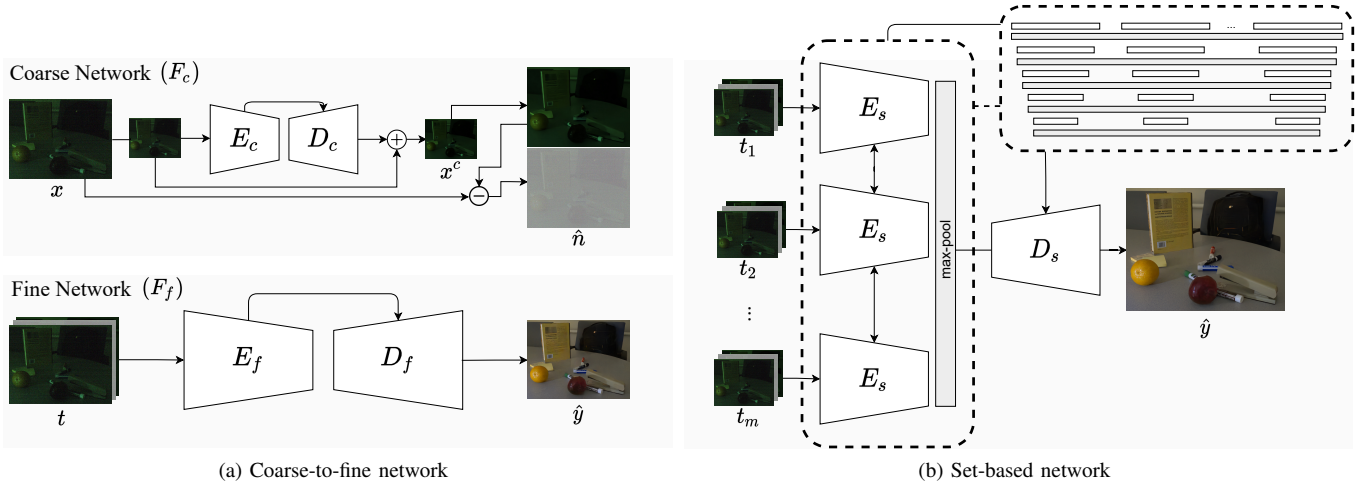 Coarse Network (F_c)
x
E_c
D_c
+
x^c
−
n̂
Fine Network (F_f)
t
E_f
D_f
ŷ
(a) Coarse-to-fine network
...
t_1
E_s
t_2
E_s
⋮
t_m
E_s
max-pool
D_s
ŷ
(b) Set-based network